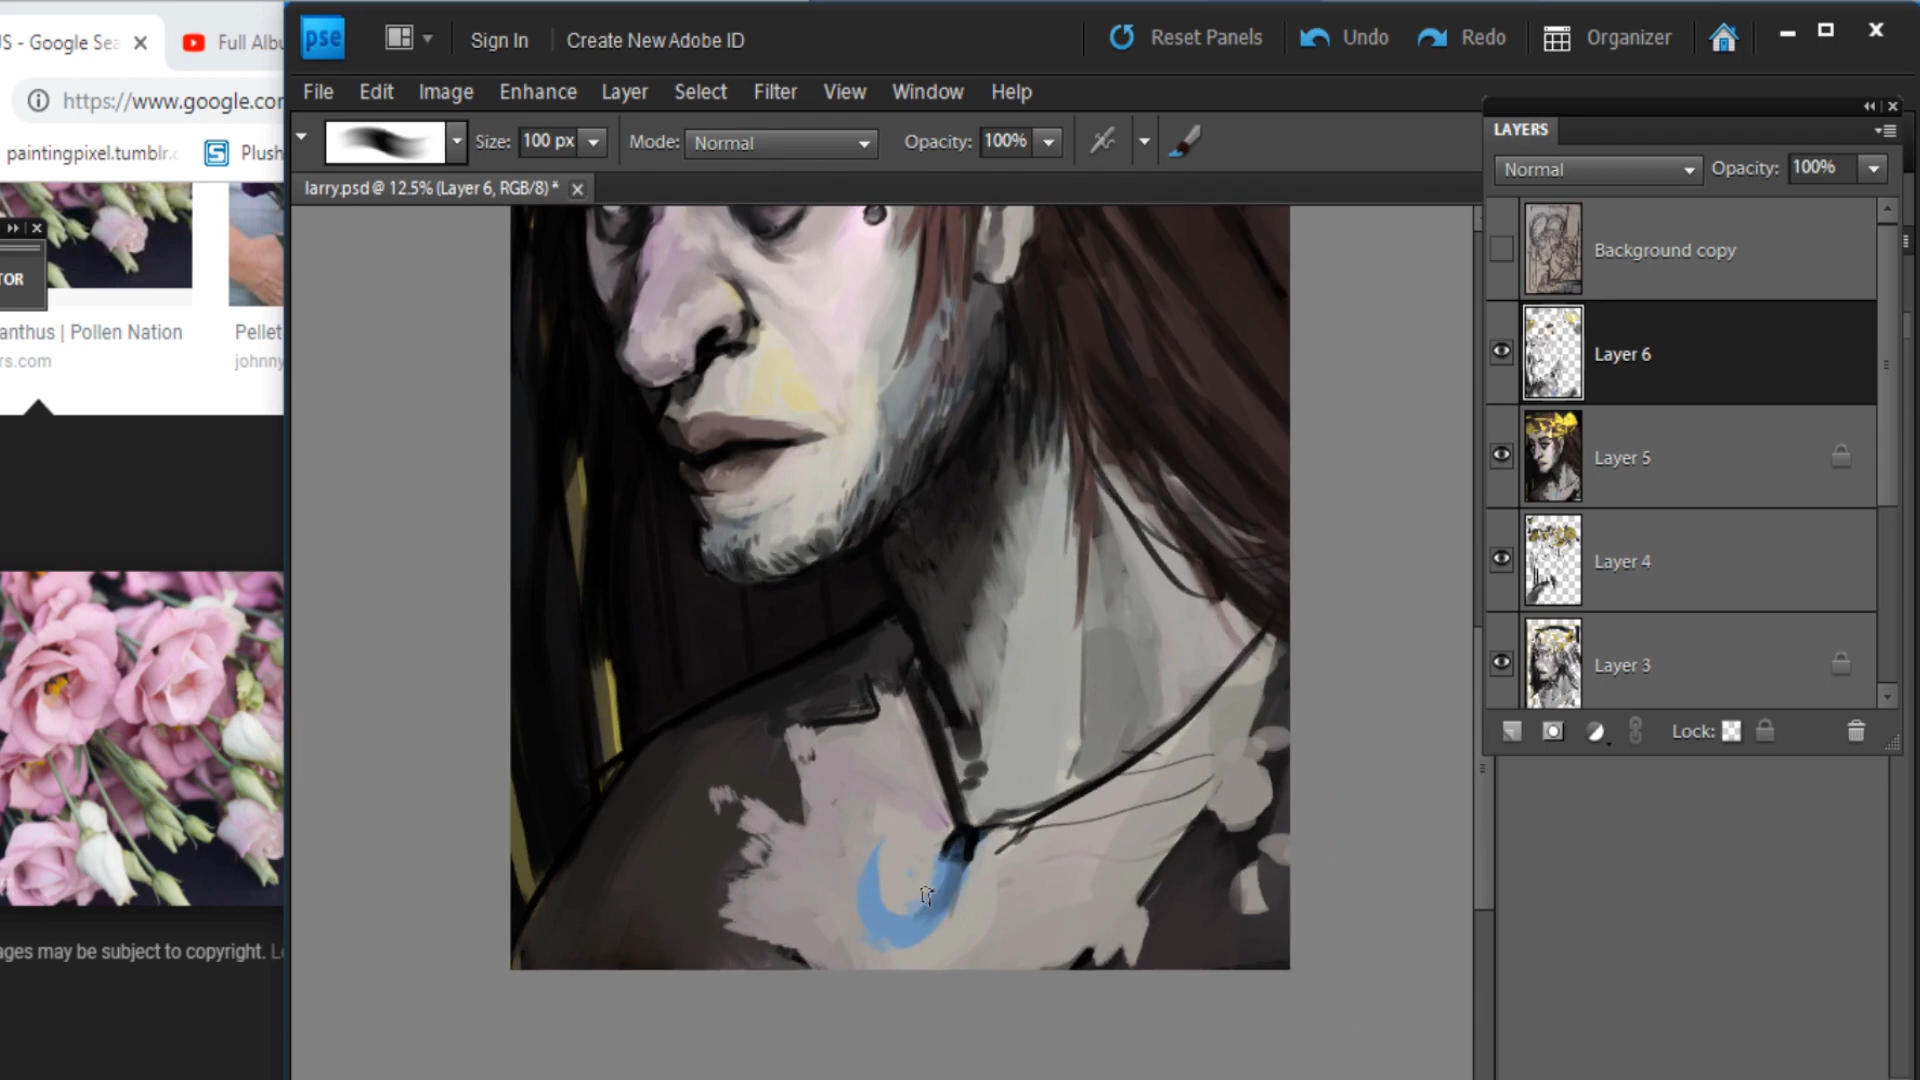 JS - Google Sea
Full Albu
pse
Sign In
Create New Adobe ID
Reset Panels
Undo
Redo
Organizer
https://www.google.com
File Edit Image Enhance Layer Select Filter View Window Help
paintingpixel.tumblr.c
Plush
Size: 100 px
Mode: Normal
Opacity: 100%
LAYERS
Normal
Opacity: 100%
larry.psd @ 12.5% (Layer 6, RGB/8) *
Background copy
TOR
anthus | Pollen Nation
Pellet
rs.com
johnny
Layer 6
Layer 5
Layer 4
Layer 3
Lock:
ages may be subject to copyright. L